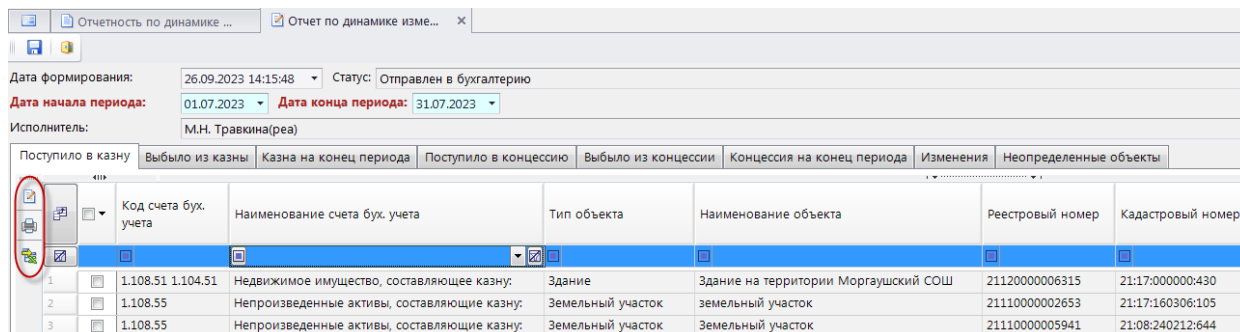 Отчетность по динамике ...
Отчет по динамике изме...
Дата формирования: 26.09.2023 14:15:48 Статус: Отправлен в бухгалтерию
Дата начала периода: 01.07.2023 Дата конца периода: 31.07.2023
Исполнитель: М.Н. Травкина(реа)
Поступило в казну Выбыло из казны Казна на конец периода Поступило в концессию Выбыло из концессии Концессия на конец периода Изменения Неопределенные объекты
Код счета бух. учета Наименование счета бух. учета Тип объекта Наименование объекта Реестровый номер Кадастровый номер
1 1.108.51 1.104.51 Недвижимое имущество, составляющее казну: Здание Здание на территории Моргаушский СОШ 21120000006315 21:17:000000:430
2 1.108.55 Непроизведенные активы, составляющие казну: Земельный участок земельный участок 21110000002653 21:17:160306:105
3 1.108.55 Непроизведенные активы, составляющие казну: Земельный участок Земельный участок 21110000005941 21:08:240212:644